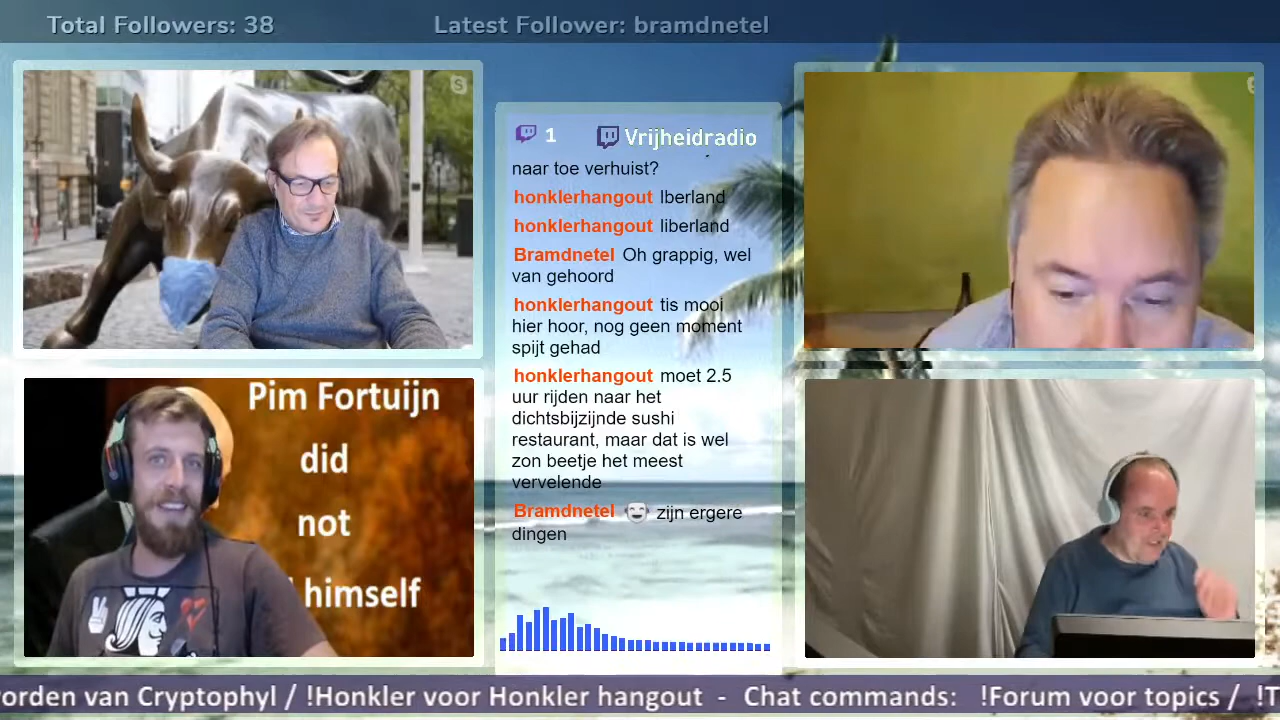 Total Followers: 38
Latest Follower: bramdnetel
1
Vrijheidradio
naar toe verhuist?
honklerhangout Iberland
honklerhangout liberland
Bramdnetel Oh grappig, wel
van gehoord
honklerhangout tis mooi
hier hoor, nog geen moment
spijt gehad
honklerhangout moet 2.5
uur rijden naar het
dichtsbijzijnde sushi
restaurant, maar dat is wel
zon beetje het meest
vervelende
Bramdnetel zijn ergere
dingen
Pim Fortuijn
did
not
himself
orden van Cryptophyl / !Honkler voor Honkler hangout - Chat commands: !Forum voor topics / !T